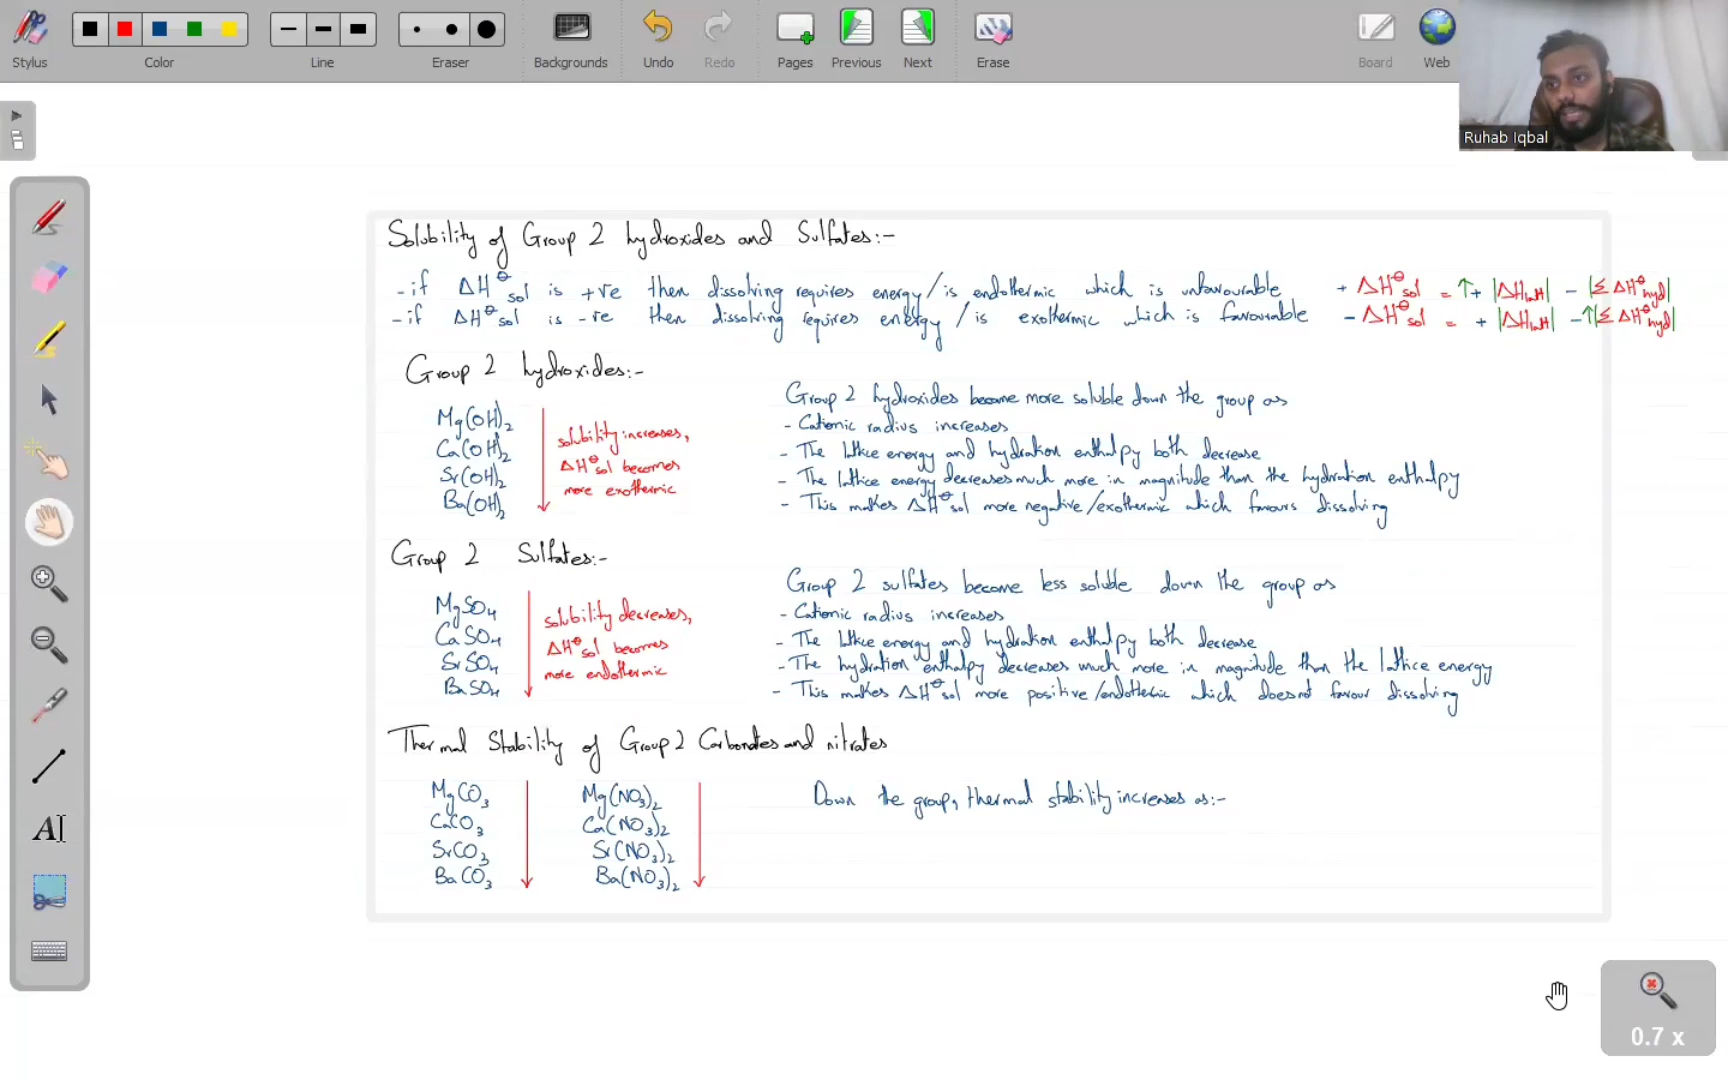 Stylus
Color
Line
Eraser
Backgrounds
Undo
Redo
Pages
Previous
Next
Erase
Board
Web
Ruhab Iqbal
Solubility of Group 2 hydroxides and Sulfates:-
- if ΔH⊖sol is +ve then dissolving requires energy / is endothermic which is unfavourable + ΔH⊖sol = ↑+ |ΔHlatt| - |Σ ΔH⊖hyd|
- if ΔH⊖sol is -ve then dissolving requires energy / is exothermic which is favourable - ΔH⊖sol = + |ΔHlatt| - ↑|Σ ΔH⊖hyd|
Group 2 hydroxides:-
Mg(OH)2
Ca(OH)2
Sr(OH)2
Ba(OH)2
solubility increases,
ΔH⊖sol becomes
more exothermic
Group 2 hydroxides become more soluble down the group as
- Cationic radius increases
- The lattice energy and hydration enthalpy both decrease
- The lattice energy decreases much more in magnitude than the hydration enthalpy
- This makes ΔH⊖sol more negative/exothermic which favours dissolving
Group 2 Sulfates:-
MgSO4
CaSO4
SrSO4
BaSO4
solubility decreases,
ΔH⊖sol becomes
more endothermic
Group 2 sulfates become less soluble down the group as
- Cationic radius increases
- The lattice energy and hydration enthalpy both decrease
- The hydration enthalpy decreases much more in magnitude than the lattice energy
- This makes ΔH⊖sol more positive/endothermic which does not favour dissolving
Thermal Stability of Group 2 Carbonates and nitrates
MgCO3
CaCO3
SrCO3
BaCO3
Mg(NO3)2
Ca(NO3)2
Sr(NO3)2
Ba(NO3)2
Down the group, thermal stability increases as:-
AI
0.7 x